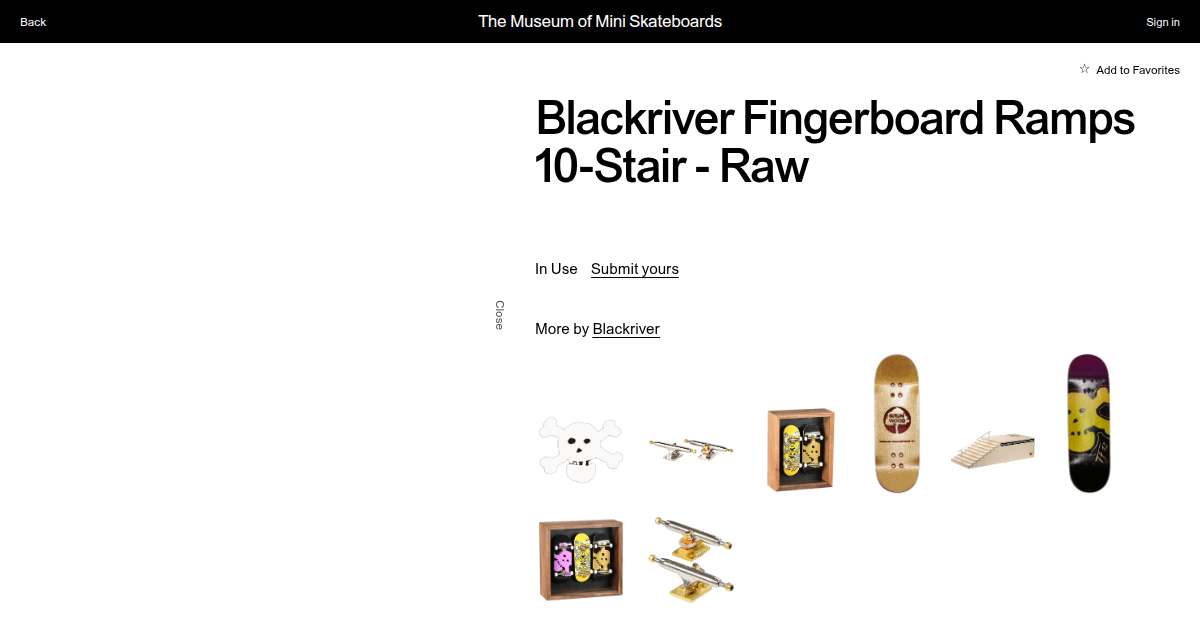 Back
The Museum of Mini Skateboards
Sign in
☆ Add to Favorites
Blackriver Fingerboard Ramps
10-Stair - Raw
In Use Submit yours
Close
More by Blackriver